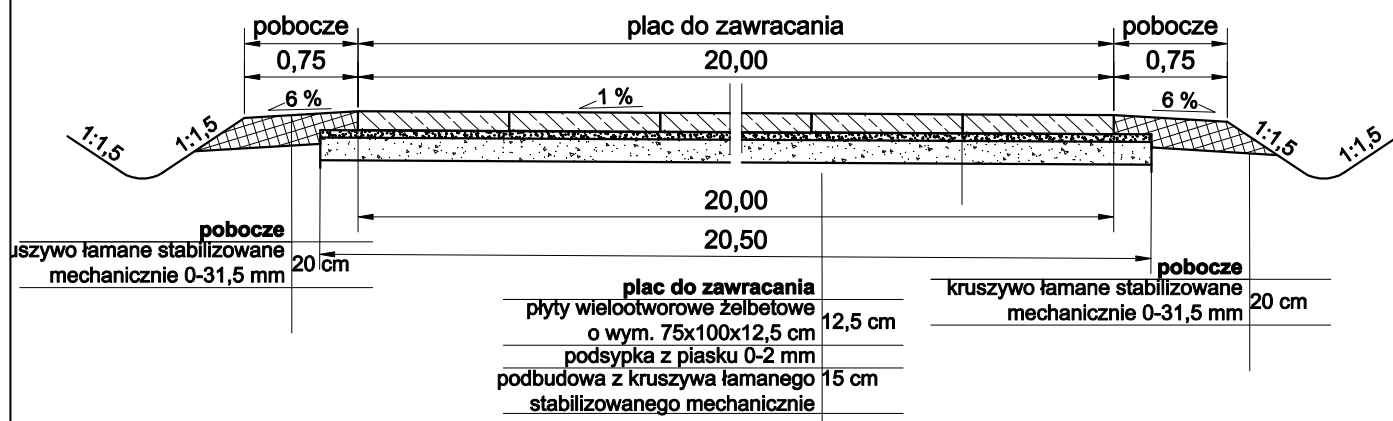 pobocze plac do zawracania pobocze
0,75 20,00 0,75
6 % 1 % 6 %
1:1,5 1:1,5 1:1,5 1:1,5
20,00
20,50
pobocze
uszywo łamane stabilizowane
mechanicznie 0-31,5 mm 20 cm
plac do zawracania
płyty wielootworowe żelbetowe
o wym. 75x100x12,5 cm 12,5 cm
podsypka z piasku 0-2 mm
podbudowa z kruszywa łamanego 15 cm
stabilizowanego mechanicznie
pobocze
kruszywo łamane stabilizowane
mechanicznie 0-31,5 mm 20 cm